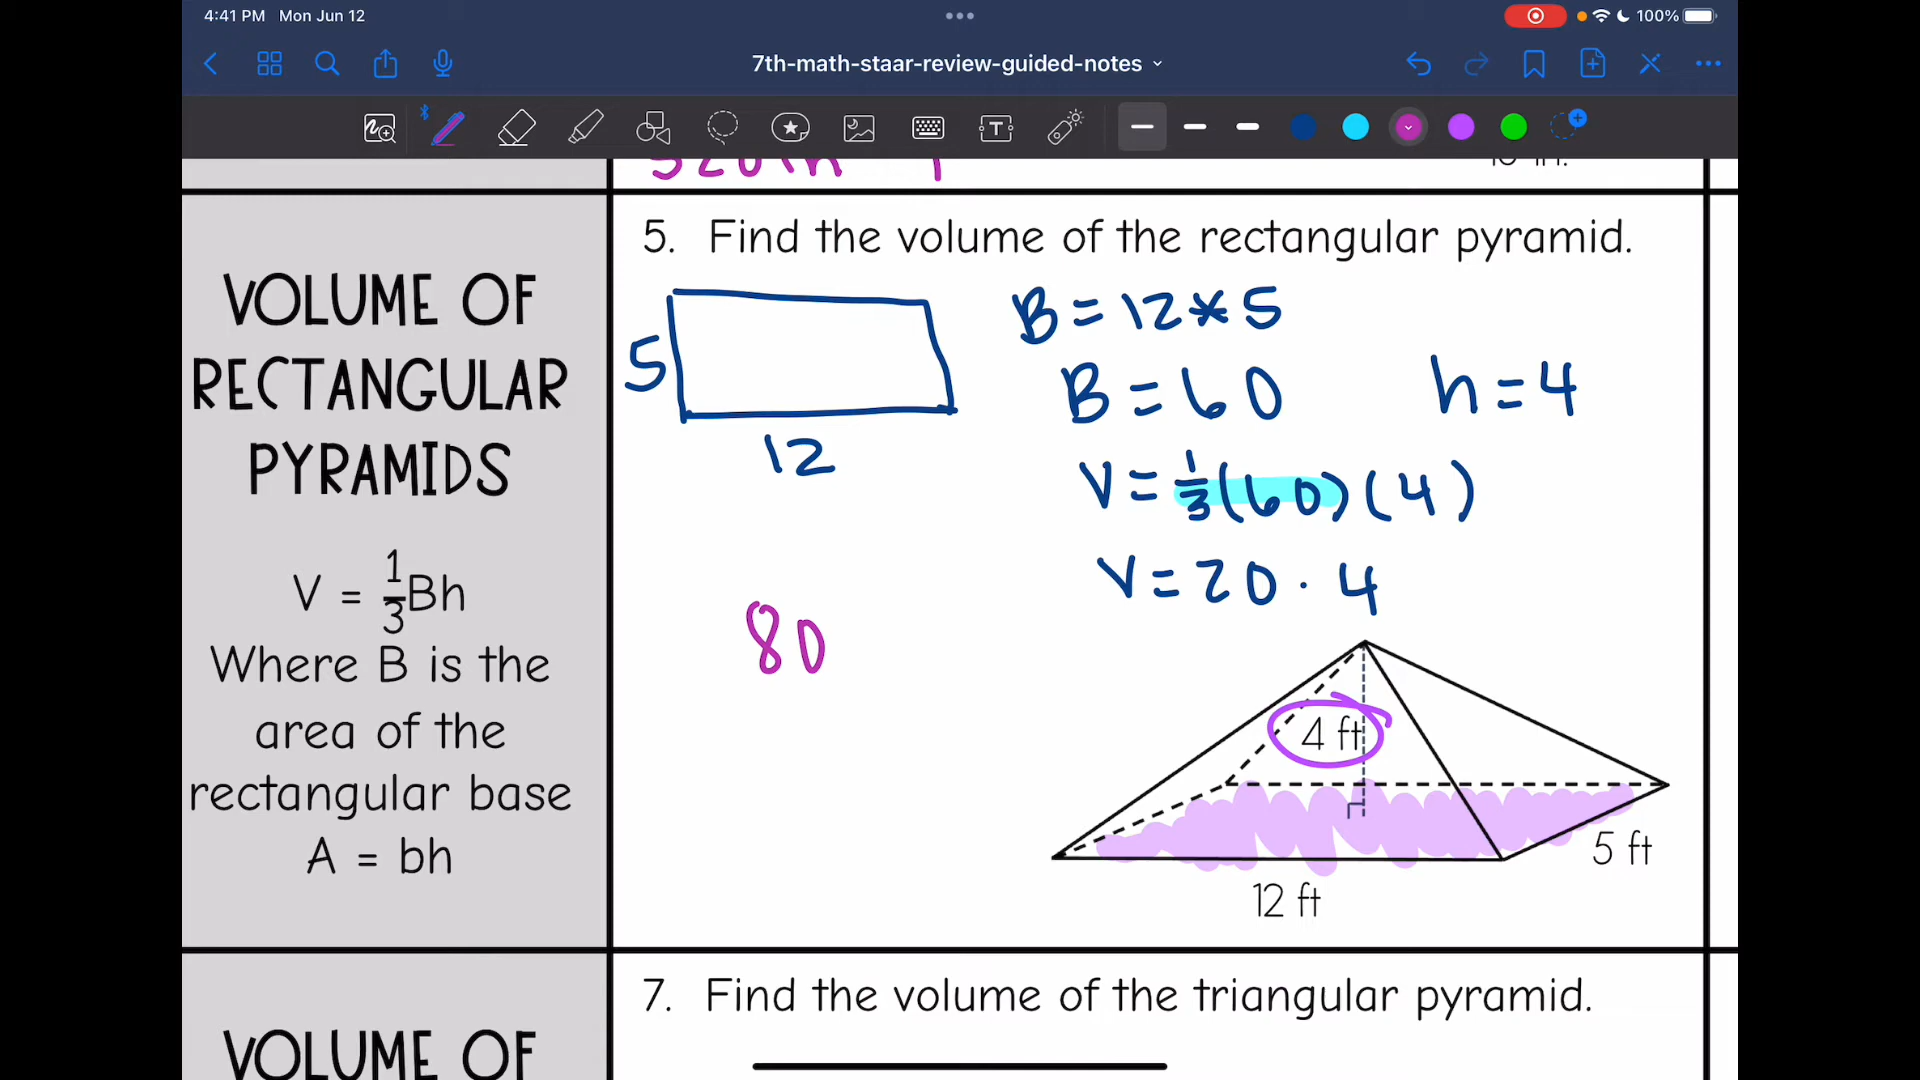 4:41 PM Mon Jun 12
100%
7th-math-staar-review-guided-notes
VOLUME OF
RECTANGULAR
PYRAMIDS
V = 1/3Bh
Where B is the
area of the
rectangular base
A = bh
5. Find the volume of the rectangular pyramid.
5
12
B = 12 * 5
B = 60
h = 4
V = 1/3(60)(4)
V = 20 · 4
80
4 ft
5 ft
12 ft
VOLUME OF
7. Find the volume of the triangular pyramid.